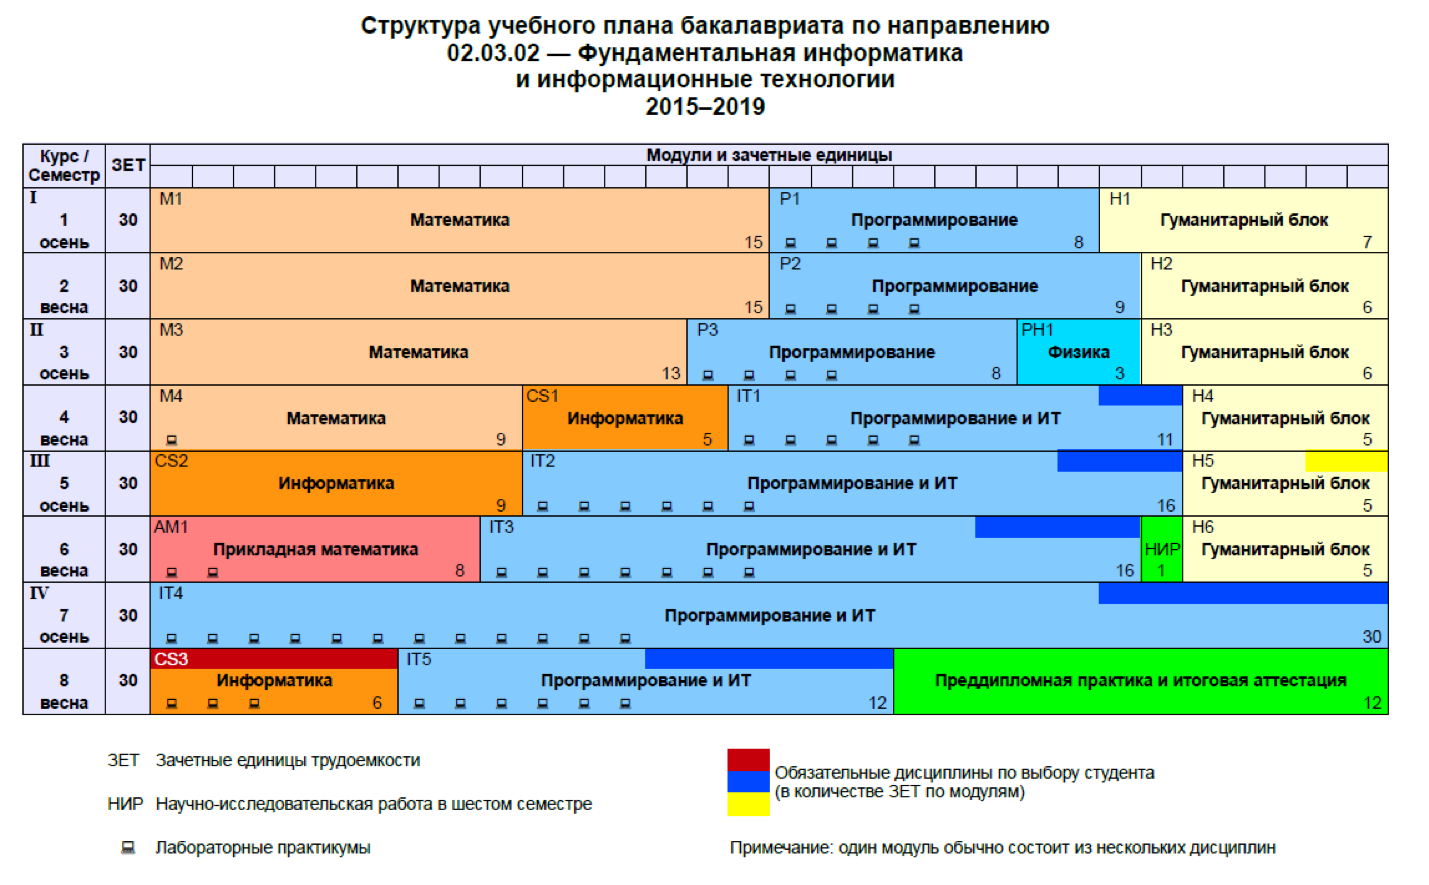 Структура учебного плана бакалавриата по направлению
02.03.02 — Фундаментальная информатика
и информационные технологии
2015–2019
Курс / Семестр ЗЕТ Модули и зачетные единицы
I
1 осень 30
M1 Математика 15
P1 Программирование 8
H1 Гуманитарный блок 7
2 весна 30
M2 Математика 15
P2 Программирование 9
H2 Гуманитарный блок 6
II
3 осень 30
M3 Математика 13
P3 Программирование 8
PH1 Физика 3
H3 Гуманитарный блок 6
4 весна 30
M4 Математика 9
CS1 Информатика 5
IT1 Программирование и ИТ 11
H4 Гуманитарный блок 5
III
5 осень 30
CS2 Информатика 9
IT2 Программирование и ИТ 16
H5 Гуманитарный блок 5
6 весна 30
AM1 Прикладная математика 8
IT3 Программирование и ИТ 16
НИР 1
H6 Гуманитарный блок 5
IV
7 осень 30
IT4 Программирование и ИТ 30
8 весна 30
CS3 Информатика 6
IT5 Программирование и ИТ 12
Преддипломная практика и итоговая аттестация 12
ЗЕТ Зачетные единицы трудоемкости
НИР Научно-исследовательская работа в шестом семестре
Лабораторные практикумы
Обязательные дисциплины по выбору студента
(в количестве ЗЕТ по модулям)
Примечание: один модуль обычно состоит из нескольких дисциплин